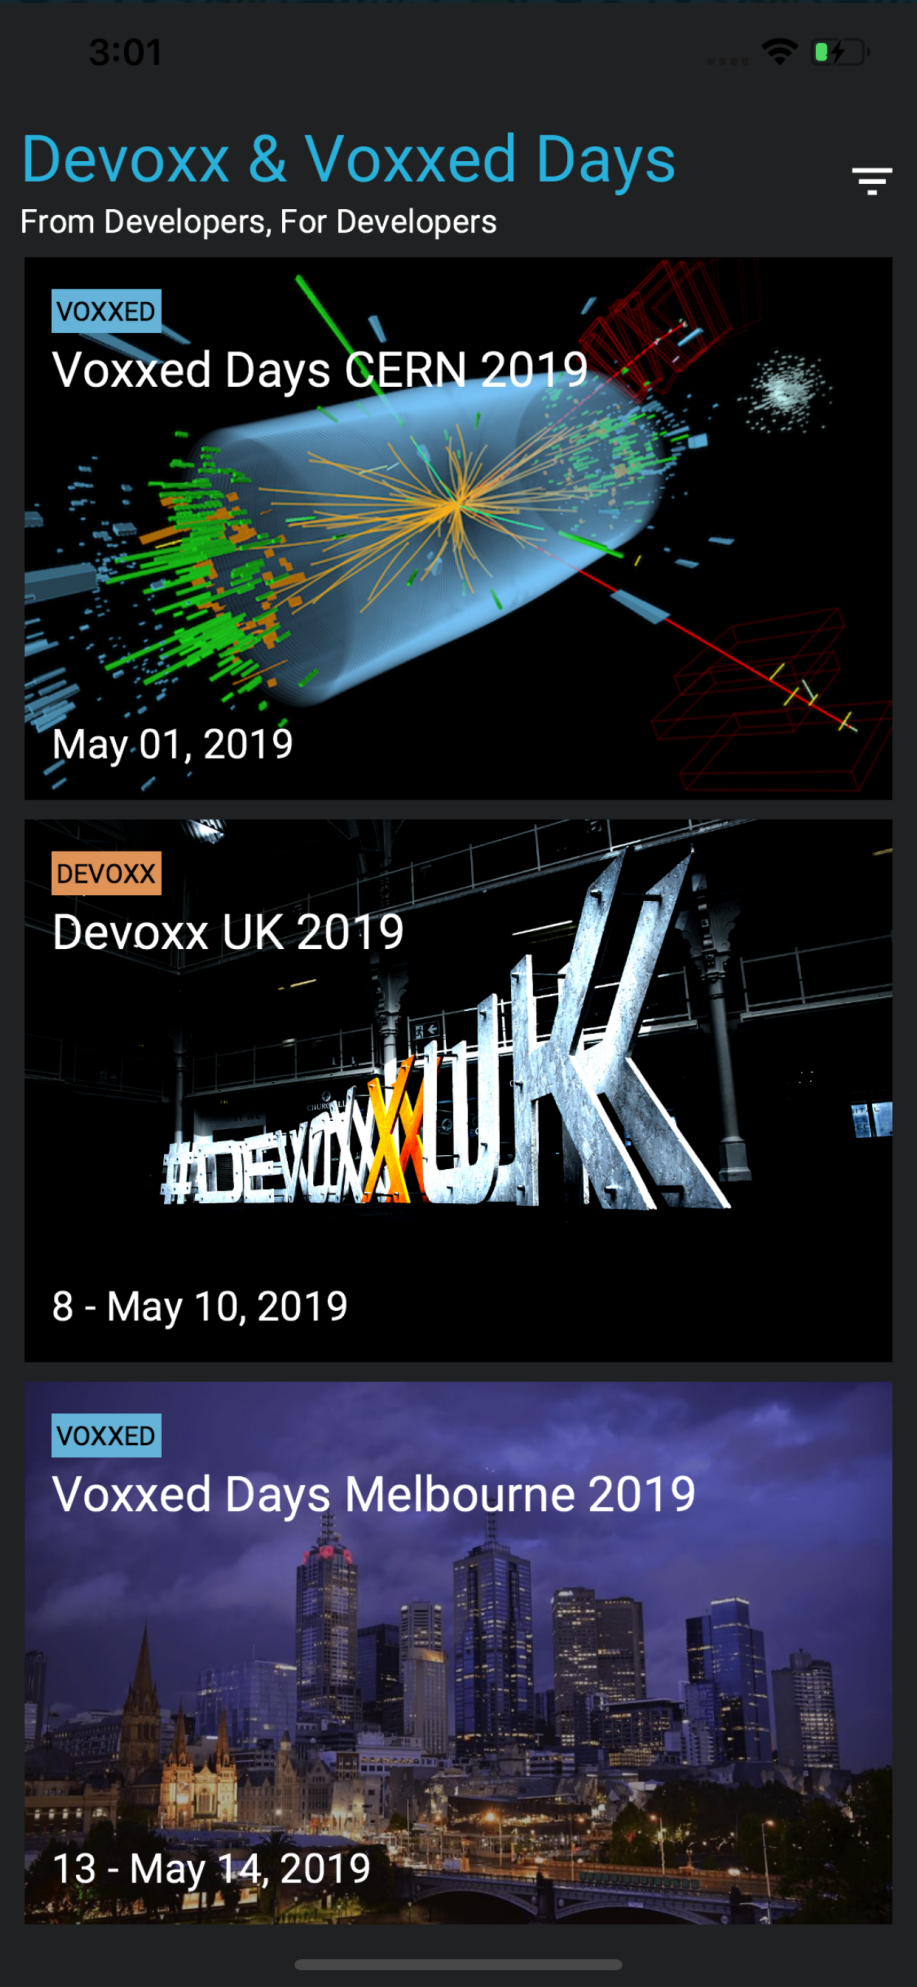 3:01
Devoxx & Voxxed Days
From Developers, For Developers
VOXXED
Voxxed Days CERN 2019
May 01, 2019
DEVOXX
Devoxx UK 2019
#DEVOXXUK
8 - May 10, 2019
VOXXED
Voxxed Days Melbourne 2019
13 - May 14, 2019